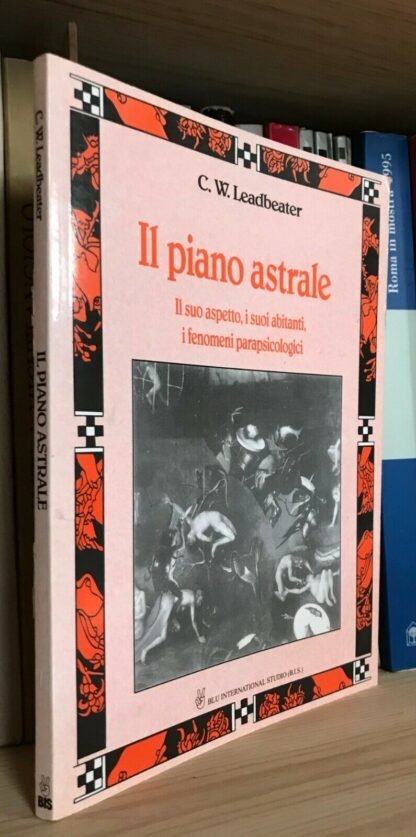 C. W. Leadbeater
IL PIANO ASTRALE
BIS
C. W. Leadbeater
Il piano astrale
Il suo aspetto, i suoi abitanti,
i fenomeni parapsicologici
BLU INTERNATIONAL STUDIO (B.I.S.)
Roma in mostra 1995